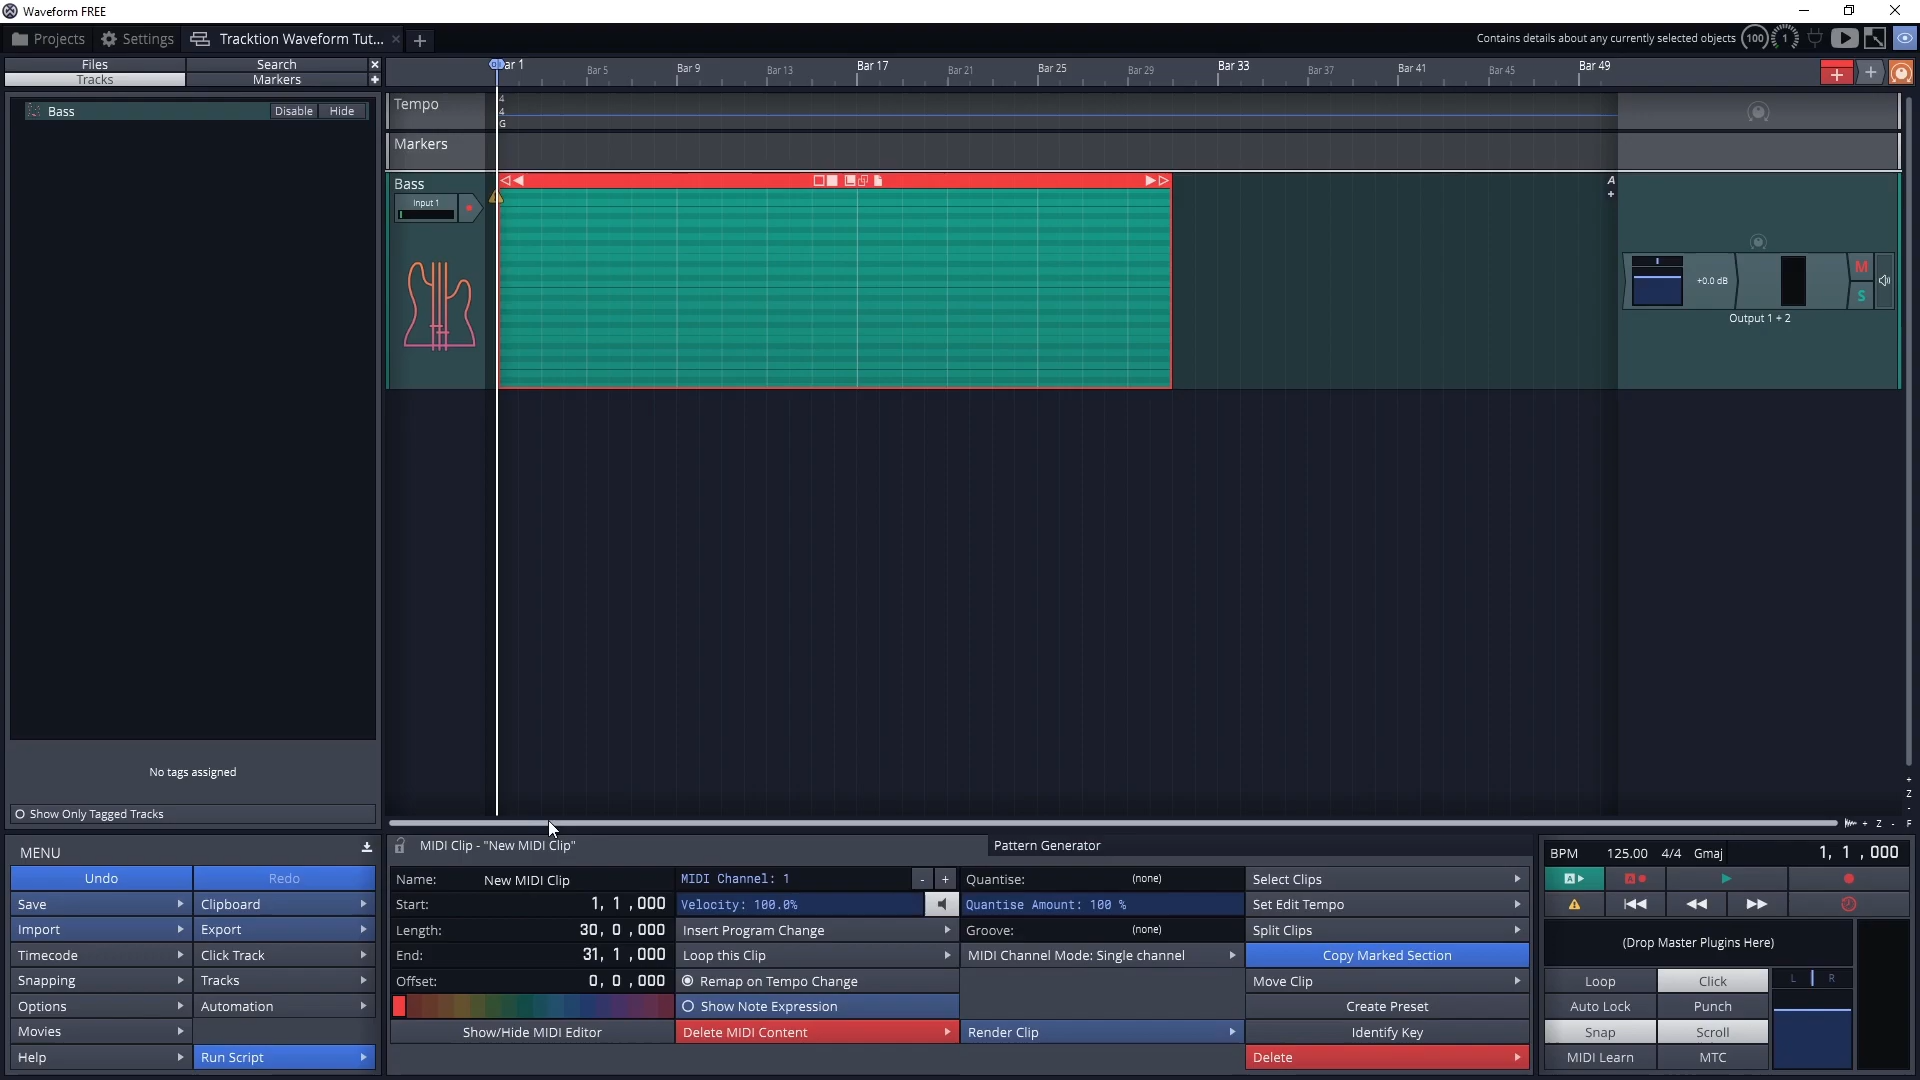 Waveform FREE
Projects Settings Tracktion Waveform Tut... × + Contains details about any currently selected objects 100 1
Files Search
Tracks Markers
Bar 1 Bar 5 Bar 9 Bar 13 Bar 17 Bar 21 Bar 25 Bar 29 Bar 33 Bar 37 Bar 41 Bar 45 Bar 49
Bass Disable Hide
Tempo 4 4 G
Markers
Bass
Input 1
A
M
+0.0 dB
S
Output 1 + 2
No tags assigned
Show Only Tagged Tracks
+ Z -
+ Z - F
MENU
Undo Redo
Save Clipboard
Import Export
Timecode Click Track
Snapping Tracks
Options Automation
Movies
Help Run Script
MIDI Clip - "New MIDI Clip" Pattern Generator
Name: New MIDI Clip MIDI Channel: 1 - + Quantise: (none) Select Clips
Start: 1, 1 ,000 Velocity: 100.0% Quantise Amount: 100 % Set Edit Tempo
Length: 30, 0 ,000 Insert Program Change Groove: (none) Split Clips
End: 31, 1 ,000 Loop this Clip MIDI Channel Mode: Single channel Copy Marked Section
Offset: 0, 0 ,000 Remap on Tempo Change Move Clip
Show Note Expression Create Preset
Show/Hide MIDI Editor Delete MIDI Content Render Clip Identify Key
Delete
BPM 125.00 4/4 Gmaj 1, 1 ,000
A A
(Drop Master Plugins Here)
Loop Click L R
Auto Lock Punch
Snap Scroll
MIDI Learn MTC